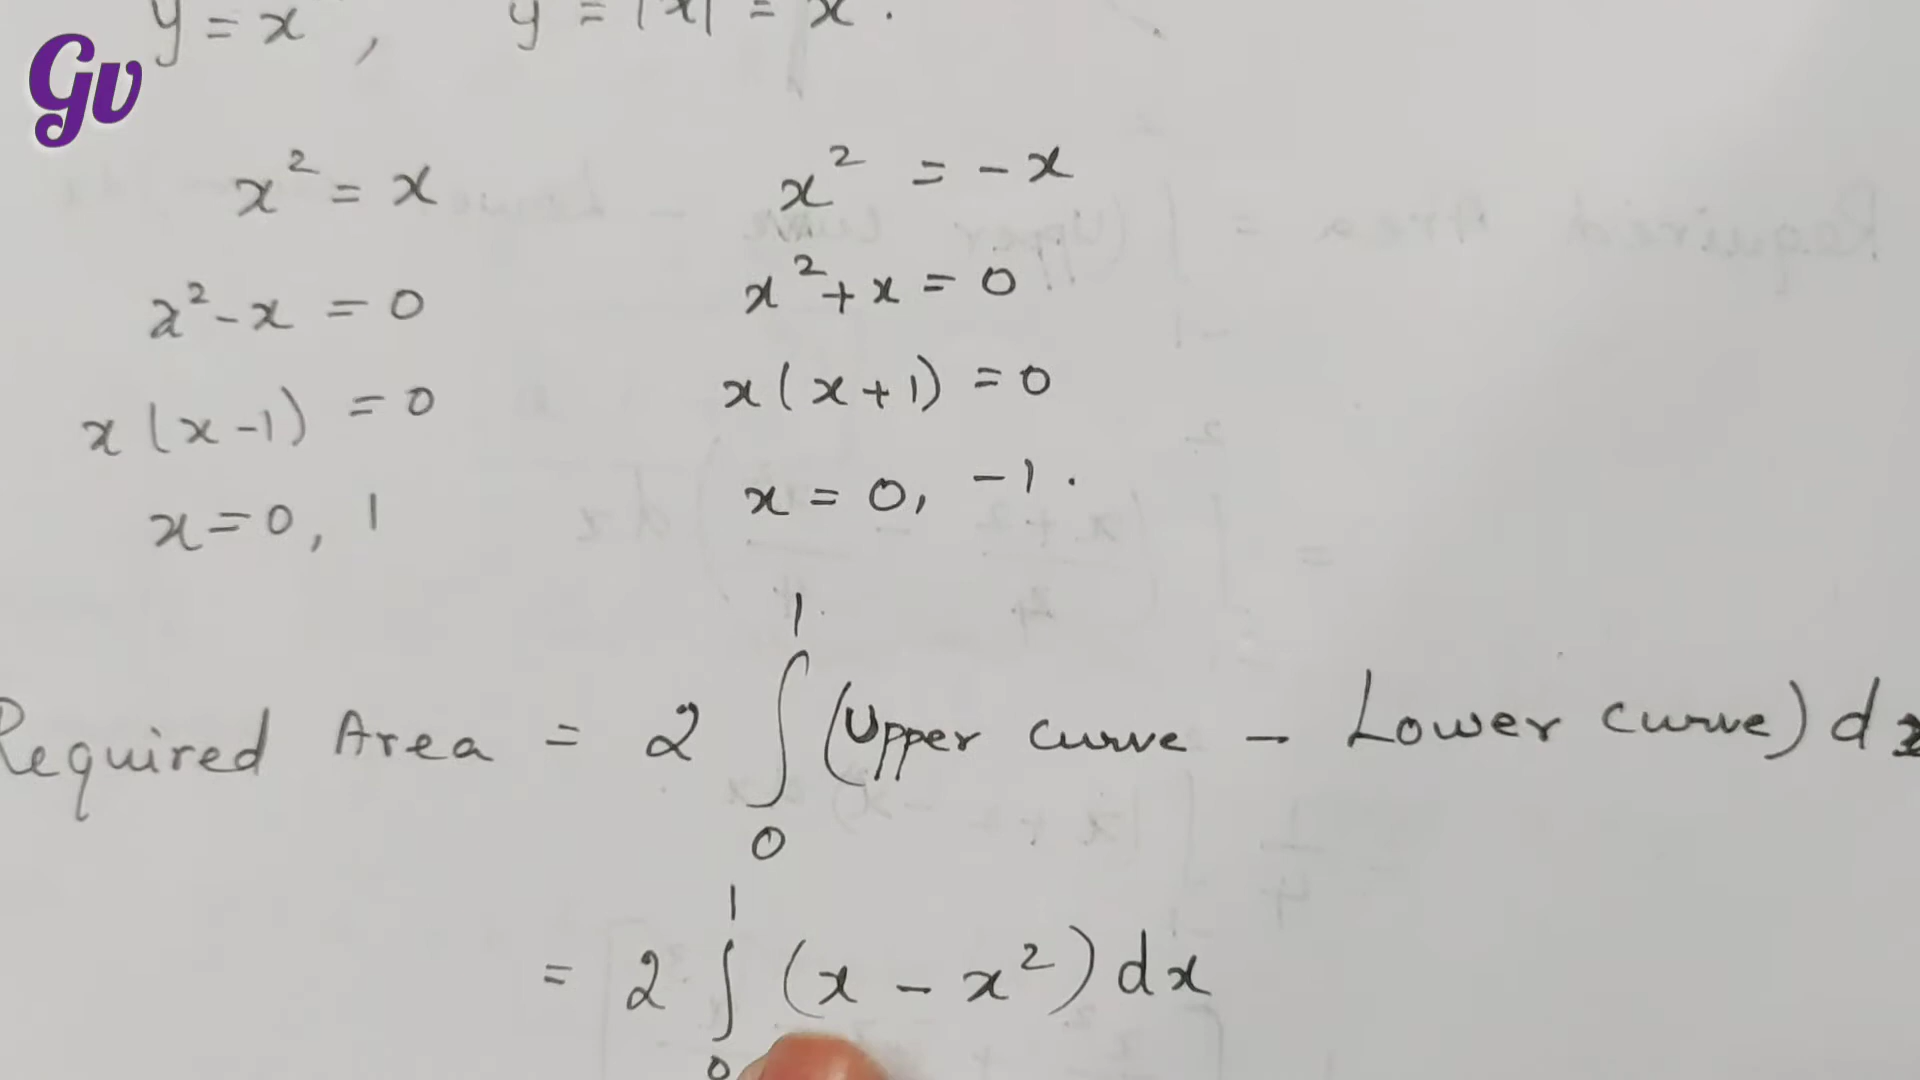 y = x , y = |x| = x .
Gv
x² = x x² = - x
x² - x = 0 x² + x = 0
x (x - 1) = 0 x ( x + 1) = 0
x = 0 , 1 x = 0, -1 .
Required Area = 2 ∫₀¹ (Upper curve - Lower curve) dx
= 2 ∫₀¹ (x - x²) dx